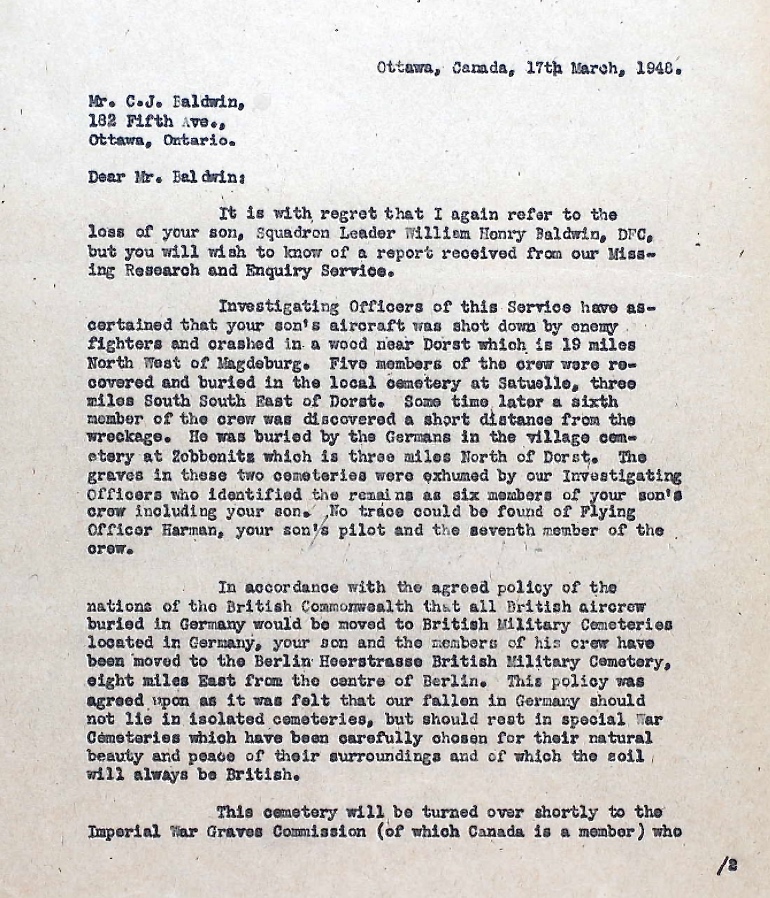 Ottawa, Canada, 17th March, 1948.
Mr. C.J. Baldwin,
182 Fifth Ave.,
Ottawa, Ontario.
Dear Mr. Baldwin:
It is with regret that I again refer to the
loss of your son, Squadron Leader William Henry Baldwin, DFC,
but you will wish to know of a report received from our Miss-
ing Research and Enquiry Service.
Investigating Officers of this Service have as-
certained that your son's aircraft was shot down by enemy
fighters and crashed in a wood near Dorst which is 19 miles
North West of Magdeburg. Five members of the crew were re-
covered and buried in the local cemetery at Satuelle, three
miles South South East of Dorst. Some time later a sixth
member of the crew was discovered a short distance from the
wreckage. He was buried by the Germans in the village cem-
etery at Zobbenitz which is three miles North of Dorst. The
graves in these two cemeteries were exhumed by our Investigating
Officers who identified the remains as six members of your son's
crew including your son. No trace could be found of Flying
Officer Harman, your son's pilot and the seventh member of the
crew.
In accordance with the agreed policy of the
nations of the British Commonwealth that all British aircrew
buried in Germany would be moved to British Military Cemeteries
located in Germany, your son and the members of his crew have
been moved to the Berlin Heerstrasse British Military Cemetery,
eight miles East from the centre of Berlin. This policy was
agreed upon as it was felt that our fallen in Germany should
not lie in isolated cemeteries, but should rest in special War
Cemeteries which have been carefully chosen for their natural
beauty and peace of their surroundings and of which the soil
will always be British.
This cemetery will be turned over shortly to the
Imperial War Graves Commission (of which Canada is a member) who
/2